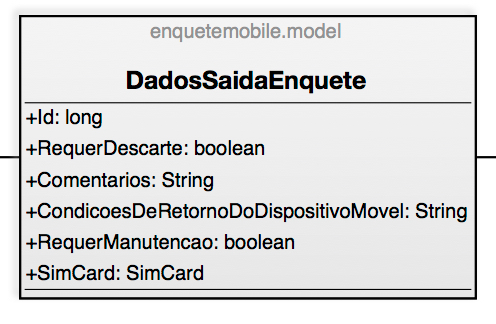 enquetemobile.model
DadosSaidaEnquete
+Id: long
+RequerDescarte: boolean
+Comentarios: String
+CondicoesDeRetornoDoDispositivoMovel: String
+RequerManutencao: boolean
+SimCard: SimCard